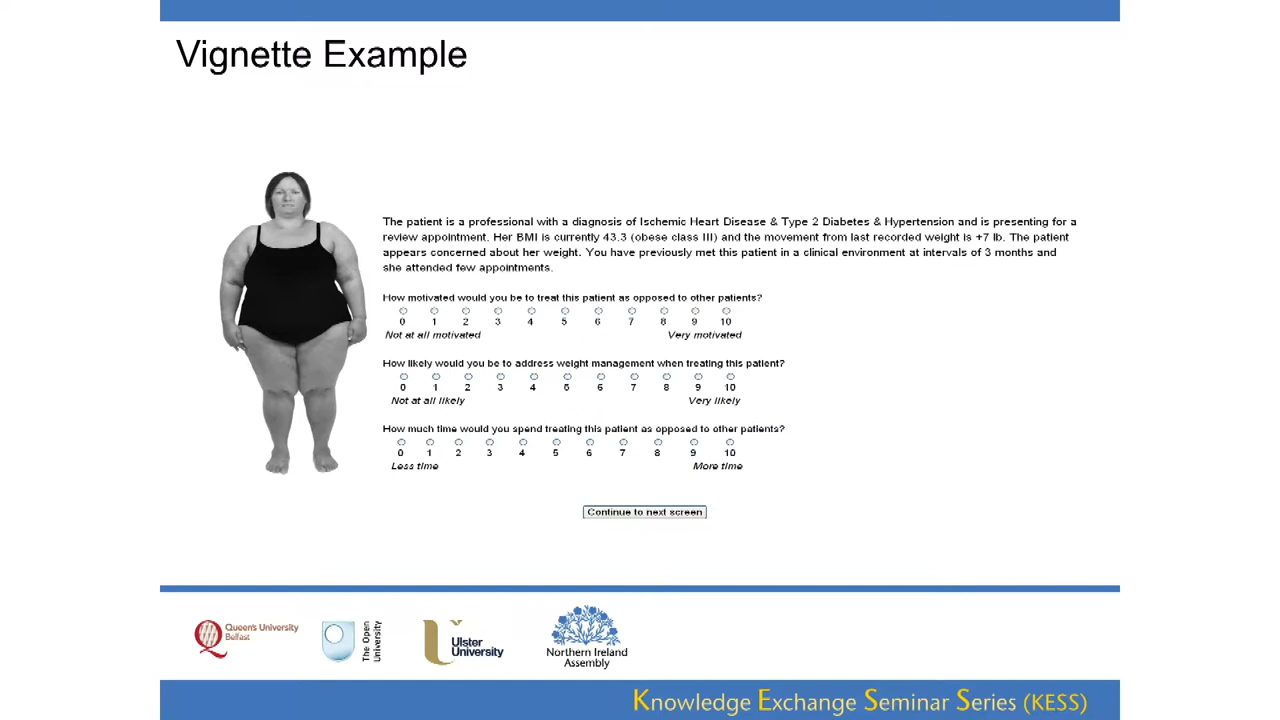 Vignette Example
The patient is a professional with a diagnosis of Ischemic Heart Disease & Type 2 Diabetes & Hypertension and is presenting for a
review appointment. Her BMI is currently 43.3 (obese class III) and the movement from last recorded weight is +7 lb. The patient
appears concerned about her weight. You have previously met this patient in a clinical environment at intervals of 3 months and
she attended few appointments.
How motivated would you be to treat this patient as opposed to other patients?
0 1 2 3 4 5 6 7 8 9 10
Not at all motivated Very motivated
How likely would you be to address weight management when treating this patient?
0 1 2 3 4 5 6 7 8 9 10
Not at all likely Very likely
How much time would you spend treating this patient as opposed to other patients?
0 1 2 3 4 5 6 7 8 9 10
Less time More time
Continue to next screen
Queen's University
Belfast
The Open
University
Ulster
University
Northern Ireland
Assembly
Knowledge Exchange Seminar Series (KESS)